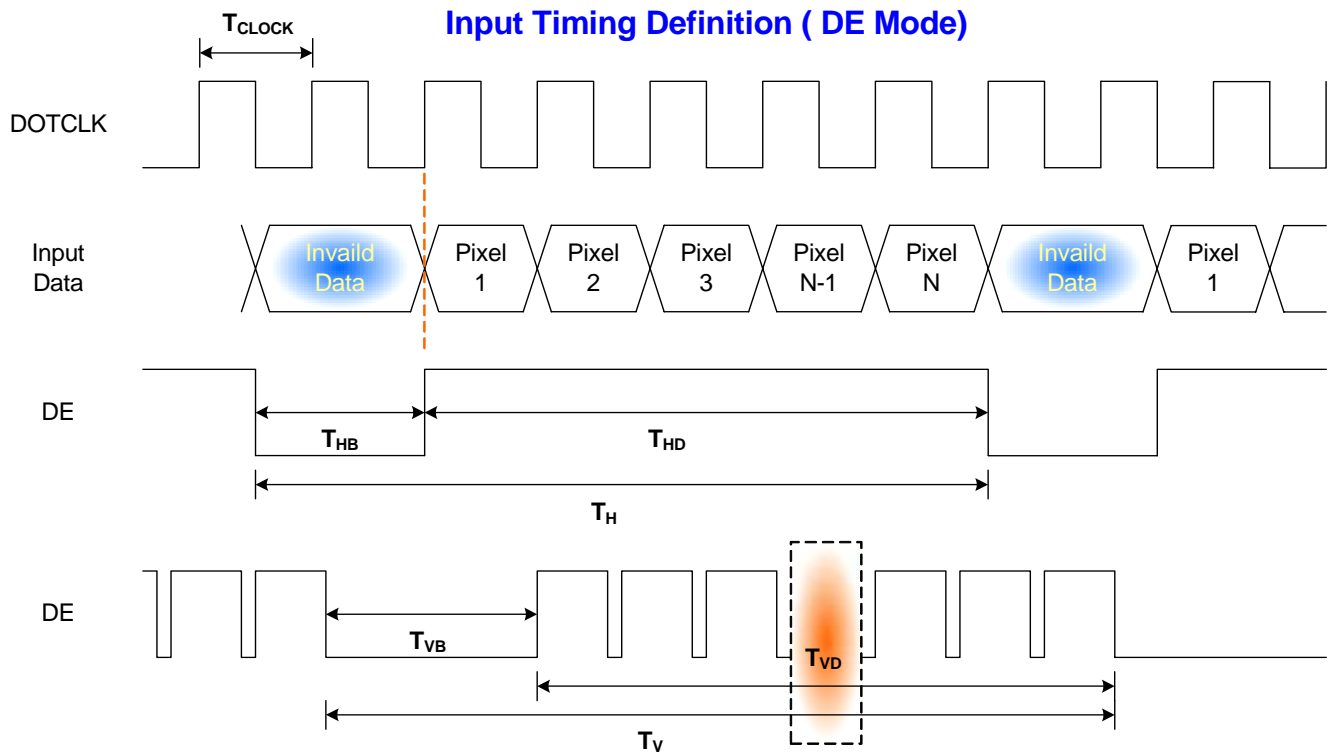 Input Timing Definition ( DE Mode)
TCLOCK
DOTCLK
Input
Data
Invaild
Data
Pixel
1
Pixel
2
Pixel
3
Pixel
N-1
Pixel
N
Invaild
Data
Pixel
1
DE
THB
THD
TH
DE
TVB
TVD
TV